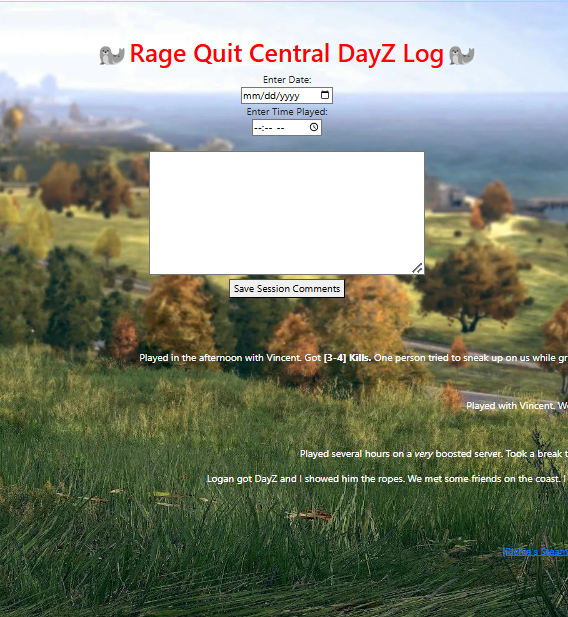 Rage Quit Central DayZ Log
Enter Date:
mm/dd/yyyy
Enter Time Played:
--:-- --
Save Session Comments
Played in the afternoon with Vincent. Got [3-4] Kills. One person tried to sneak up on us while gr
Played with Vincent. W
Played several hours on a very boosted server. Took a break t
Logan got DayZ and I showed him the ropes. We met some friends on the coast. I
Steam